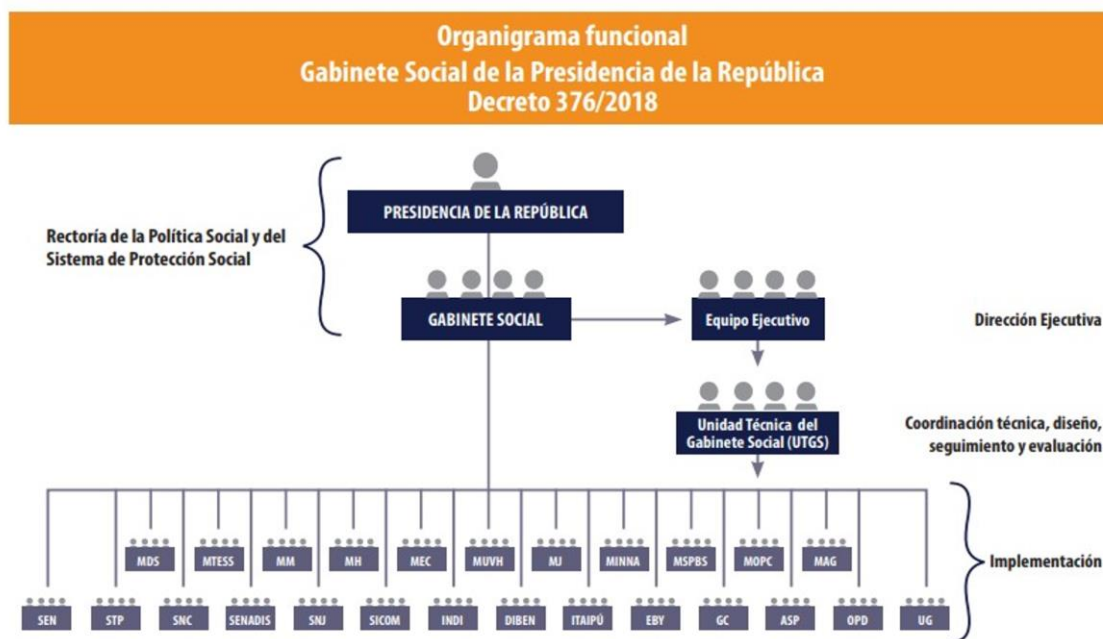 Organigrama funcional
Gabinete Social de la Presidencia de la República
Decreto 376/2018
PRESIDENCIA DE LA REPÚBLICA
Rectoría de la Política Social y del
Sistema de Protección Social
GABINETE SOCIAL
Equipo Ejecutivo
Dirección Ejecutiva
Unidad Técnica del
Gabinete Social (UTGS)
Coordinación técnica, diseño,
seguimiento y evaluación
MDS
MTESS
MM
MH
MEC
MUVH
MJ
MINNA
MSPBS
MOPC
MAG
Implementación
SEN
STP
SNC
SENADIS
SNJ
SICOM
INDI
DIBEN
ITAIPÚ
EBY
GC
ASP
OPD
UG